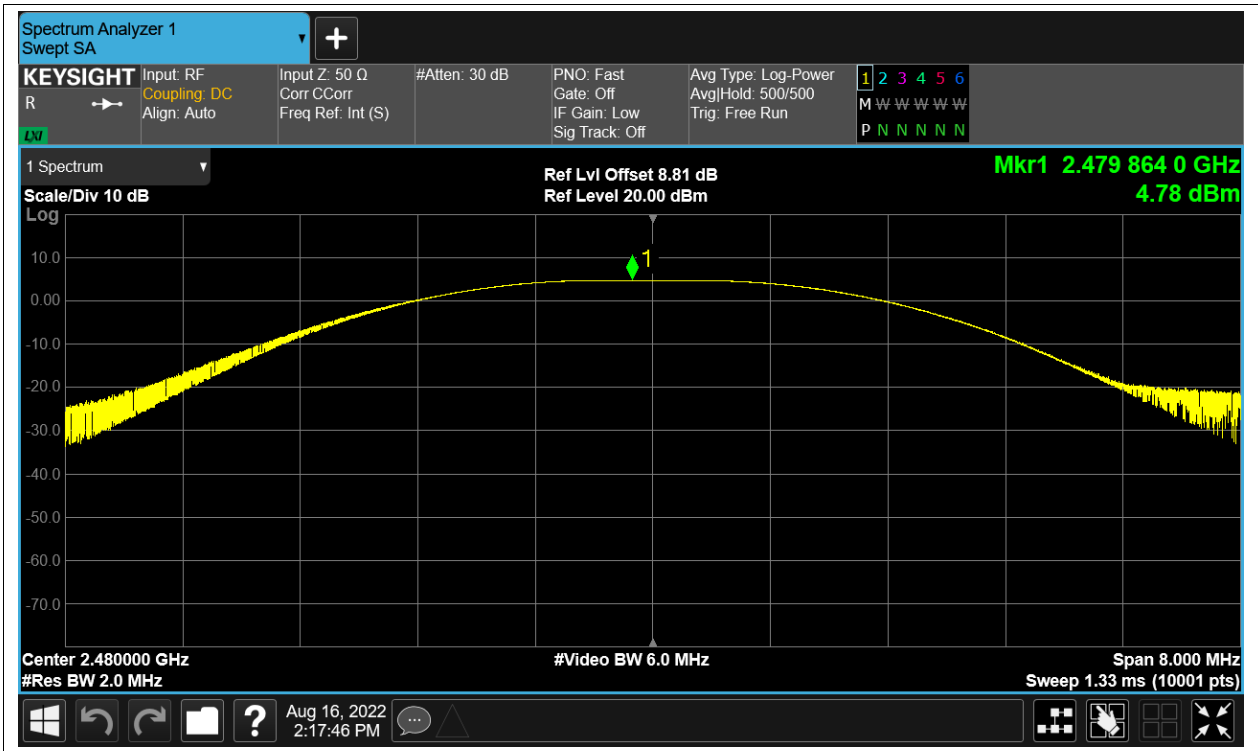 Spectrum Analyzer 1
Swept SA
KEYSIGHT
R
LXI
Input: RF
Coupling: DC
Align: Auto
Input Z: 50 Ω
Corr CCorr
Freq Ref: Int (S)
#Atten: 30 dB
PNO: Fast
Gate: Off
IF Gain: Low
Sig Track: Off
Avg Type: Log-Power
Avg|Hold: 500/500
Trig: Free Run
1 2 3 4 5 6
M W W W W W
P N N N N N
1 Spectrum
Scale/Div 10 dB
Log
Ref Lvl Offset 8.81 dB
Ref Level 20.00 dBm
Mkr1 2.479 864 0 GHz
4.78 dBm
1
10.0
0.00
-10.0
-20.0
-30.0
-40.0
-50.0
-60.0
-70.0
Center 2.480000 GHz
#Res BW 2.0 MHz
#Video BW 6.0 MHz
Span 8.000 MHz
Sweep 1.33 ms (10001 pts)
?
Aug 16, 2022
2:17:46 PM